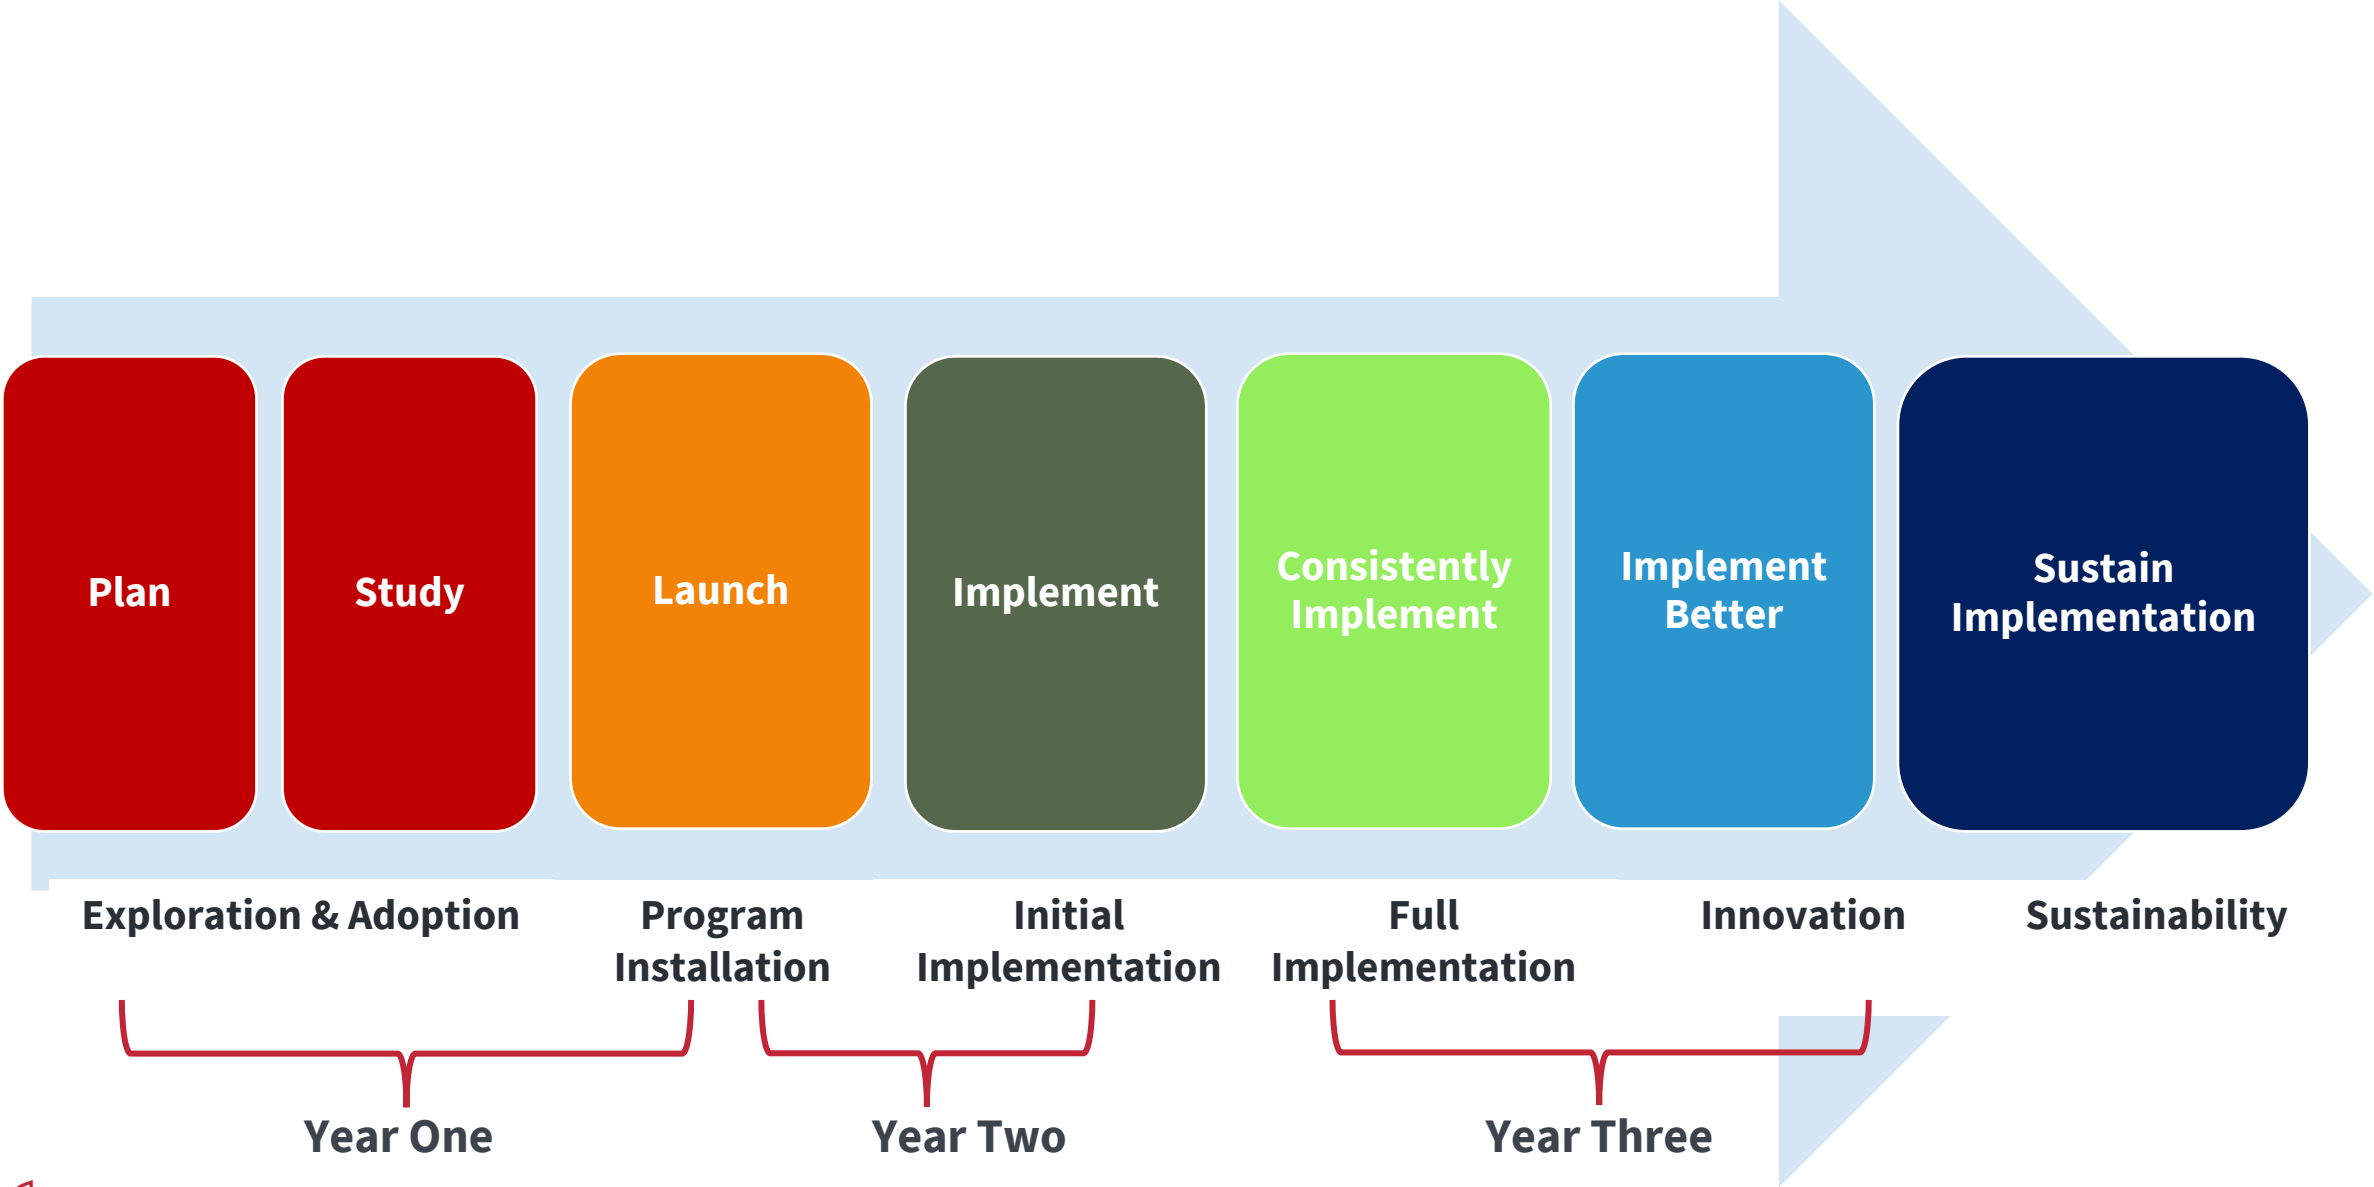 Plan
Study
Launch
Implement
Consistently
Implement
Implement
Better
Sustain
Implementation
Exploration & Adoption
Program
Installation
Initial
Implementation
Full
Implementation
Innovation
Sustainability
Year One
Year Two
Year Three